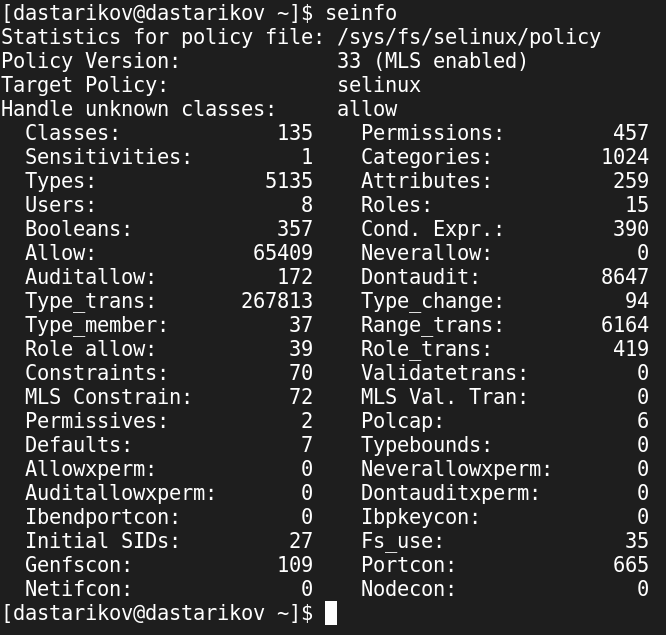 [dastarikov@dastarikov ~]$ seinfo
Statistics for policy file: /sys/fs/selinux/policy
Policy Version:             33 (MLS enabled)
Target Policy:              selinux
Handle unknown classes:     allow
  Classes:             135    Permissions:         457
  Sensitivities:         1    Categories:         1024
  Types:              5135    Attributes:          259
  Users:                 8    Roles:                15
  Booleans:            357    Cond. Expr.:         390
  Allow:             65409    Neverallow:            0
  Auditallow:          172    Dontaudit:          8647
  Type_trans:       267813    Type_change:          94
  Type_member:          37    Range_trans:        6164
  Role allow:           39    Role_trans:          419
  Constraints:          70    Validatetrans:         0
  MLS Constrain:        72    MLS Val. Tran:         0
  Permissives:           2    Polcap:                6
  Defaults:              7    Typebounds:            0
  Allowxperm:            0    Neverallowxperm:       0
  Auditallowxperm:       0    Dontauditxperm:        0
  Ibendportcon:          0    Ibpkeycon:             0
  Initial SIDs:         27    Fs_use:               35
  Genfscon:            109    Portcon:             665
  Netifcon:              0    Nodecon:               0
[dastarikov@dastarikov ~]$